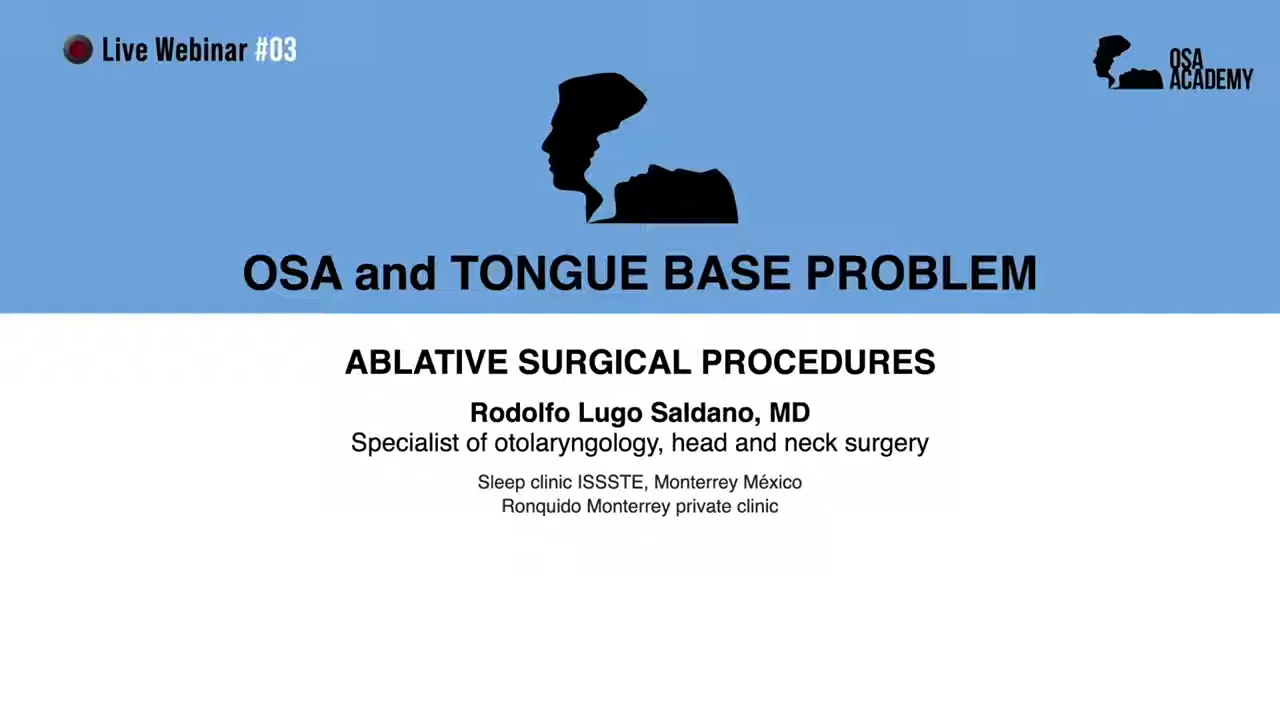 Live Webinar #03
OSA
ACADEMY
OSA and TONGUE BASE PROBLEM
ABLATIVE SURGICAL PROCEDURES
Rodolfo Lugo Saldano, MD
Specialist of otolaryngology, head and neck surgery
Sleep clinic ISSSTE, Monterrey México
Ronquido Monterrey private clinic